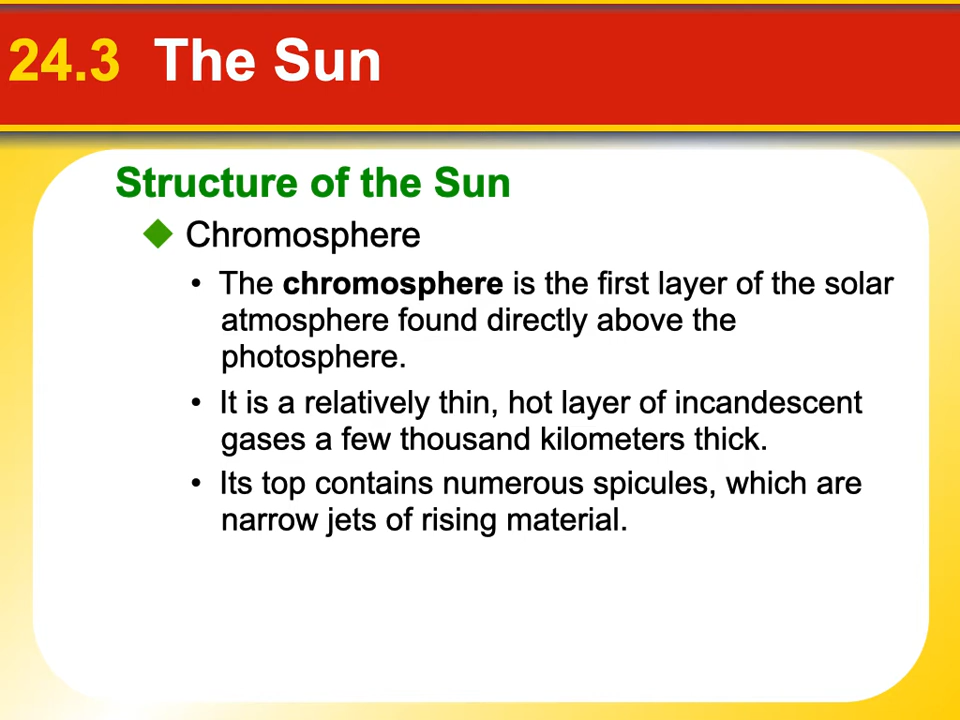 24.3 The Sun
Structure of the Sun
Chromosphere
• The chromosphere is the first layer of the solar
atmosphere found directly above the
photosphere.
• It is a relatively thin, hot layer of incandescent
gases a few thousand kilometers thick.
• Its top contains numerous spicules, which are
narrow jets of rising material.